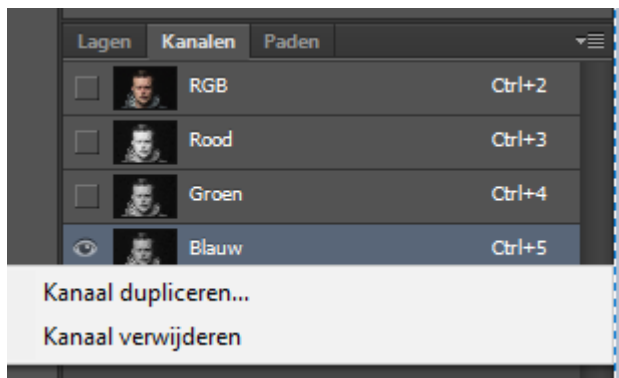 Lagen Kanalen Paden
RGB Ctrl+2
Rood Ctrl+3
Groen Ctrl+4
Blauw Ctrl+5
Kanaal dupliceren...
Kanaal verwijderen